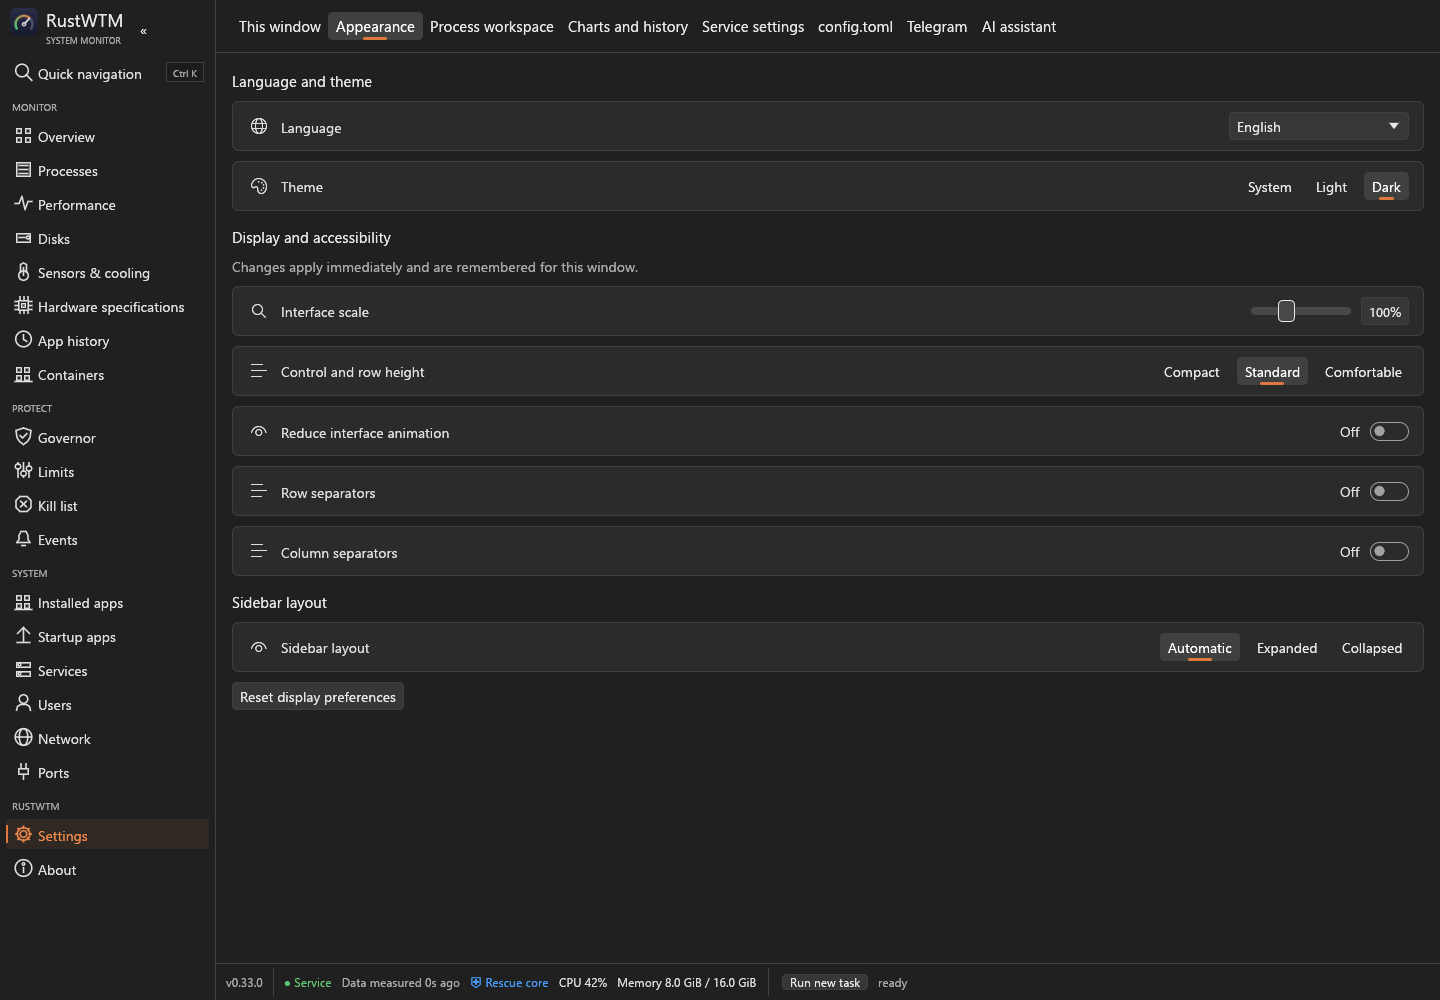 RustWTM
SYSTEM MONITOR
«
Quick navigation Ctrl K
MONITOR
Overview
Processes
Performance
Disks
Sensors & cooling
Hardware specifications
App history
Containers
PROTECT
Governor
Limits
Kill list
Events
SYSTEM
Installed apps
Startup apps
Services
Users
Network
Ports
RUSTWTM
Settings
About
This window Appearance Process workspace Charts and history Service settings config.toml Telegram AI assistant
Language and theme
Language English
Theme System Light Dark
Display and accessibility
Changes apply immediately and are remembered for this window.
Interface scale 100%
Control and row height Compact Standard Comfortable
Reduce interface animation Off
Row separators Off
Column separators Off
Sidebar layout
Sidebar layout Automatic Expanded Collapsed
Reset display preferences
v0.33.0 Service Data measured 0s ago Rescue core CPU 42% Memory 8.0 GiB / 16.0 GiB Run new task ready